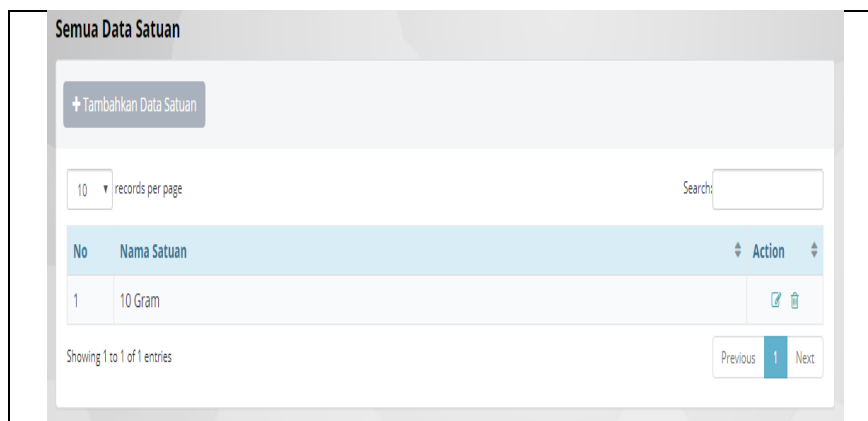 Semua Data Satuan
+ Tambahkan Data Satuan
10 records per page
Search:
No Nama Satuan Action
1 10 Gram
Showing 1 to 1 of 1 entries
Previous 1 Next